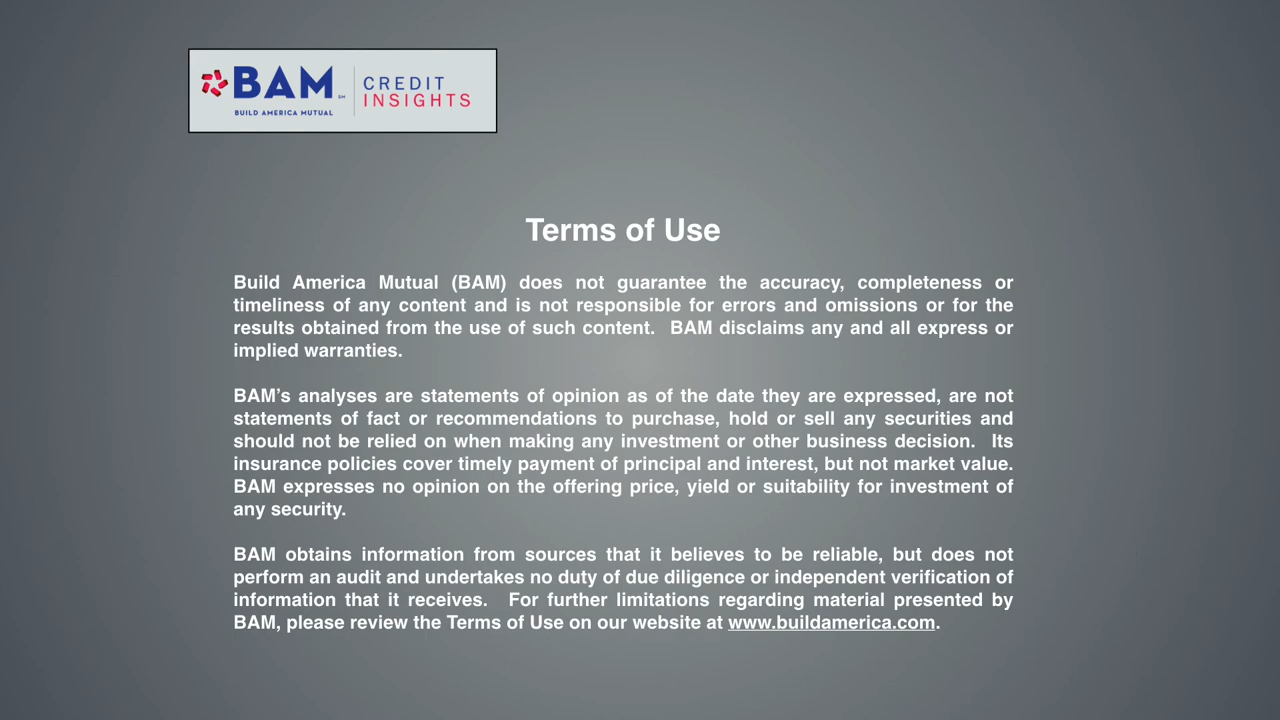 BAM SM
BUILD AMERICA MUTUAL
CREDIT
INSIGHTS
Terms of Use
Build America Mutual (BAM) does not guarantee the accuracy, completeness or
timeliness of any content and is not responsible for errors and omissions or for the
results obtained from the use of such content. BAM disclaims any and all express or
implied warranties.
BAM’s analyses are statements of opinion as of the date they are expressed, are not
statements of fact or recommendations to purchase, hold or sell any securities and
should not be relied on when making any investment or other business decision. Its
insurance policies cover timely payment of principal and interest, but not market value.
BAM expresses no opinion on the offering price, yield or suitability for investment of
any security.
BAM obtains information from sources that it believes to be reliable, but does not
perform an audit and undertakes no duty of due diligence or independent verification of
information that it receives. For further limitations regarding material presented by
BAM, please review the Terms of Use on our website at www.buildamerica.com.